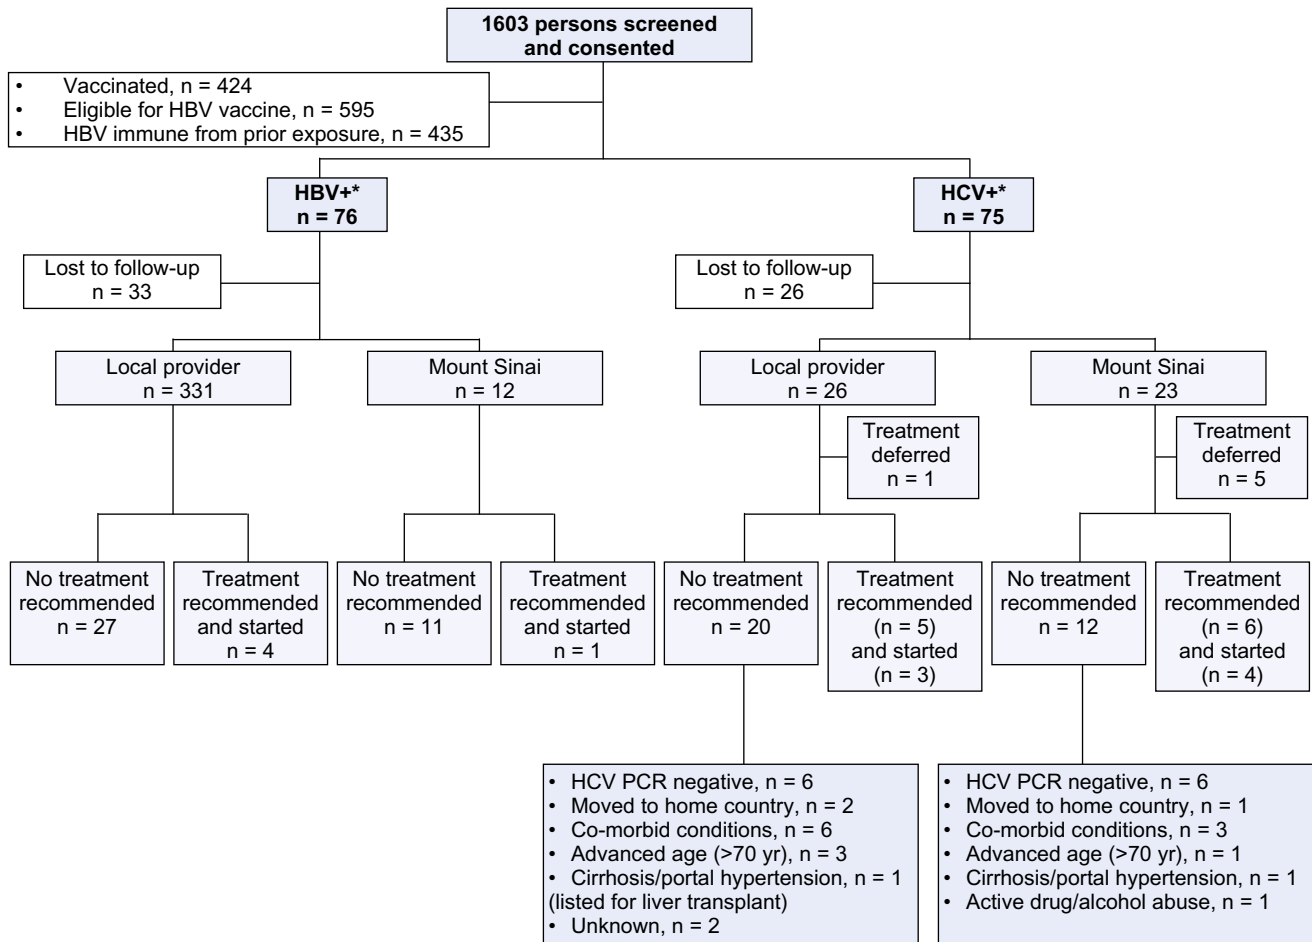 1603 persons screened
and consented
• Vaccinated, n = 424
• Eligible for HBV vaccine, n = 595
• HBV immune from prior exposure, n = 435
HBV+*
n = 76
HCV+*
n = 75
Lost to follow-up
n = 33
Lost to follow-up
n = 26
Local provider
n = 331
Mount Sinai
n = 12
Local provider
n = 26
Mount Sinai
n = 23
Treatment
deferred
n = 1
Treatment
deferred
n = 5
No treatment
recommended
n = 27
Treatment
recommended
and started
n = 4
No treatment
recommended
n = 11
Treatment
recommended
and started
n = 1
No treatment
recommended
n = 20
Treatment
recommended
(n = 5)
and started
(n = 3)
No treatment
recommended
n = 12
Treatment
recommended
(n = 6)
and started
(n = 4)
• HCV PCR negative, n = 6
• Moved to home country, n = 2
• Co-morbid conditions, n = 6
• Advanced age (>70 yr), n = 3
• Cirrhosis/portal hypertension, n = 1
(listed for liver transplant)
• Unknown, n = 2
• HCV PCR negative, n = 6
• Moved to home country, n = 1
• Co-morbid conditions, n = 3
• Advanced age (>70 yr), n = 1
• Cirrhosis/portal hypertension, n = 1
• Active drug/alcohol abuse, n = 1